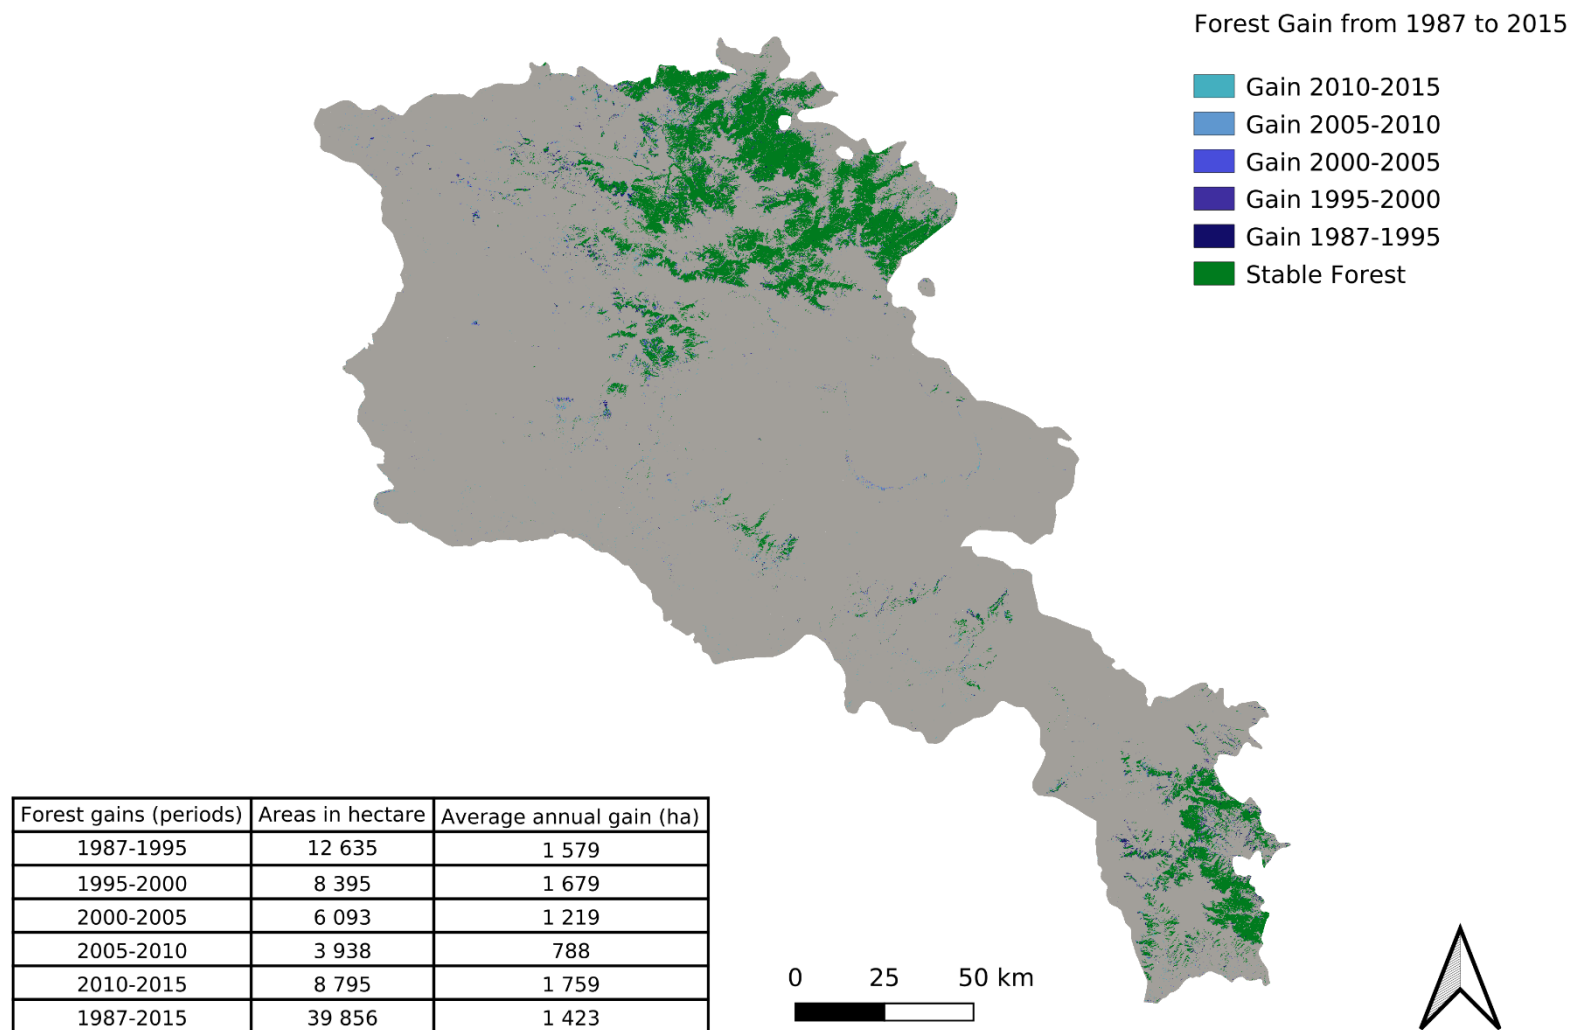 Forest Gain from 1987 to 2015
Gain 2010-2015
Gain 2005-2010
Gain 2000-2005
Gain 1995-2000
Gain 1987-1995
Stable Forest
Forest gains (periods) Areas in hectare Average annual gain (ha)
1987-1995 12 635 1 579
1995-2000 8 395 1 679
2000-2005 6 093 1 219
2005-2010 3 938 788
2010-2015 8 795 1 759
1987-2015 39 856 1 423
0 25 50 km